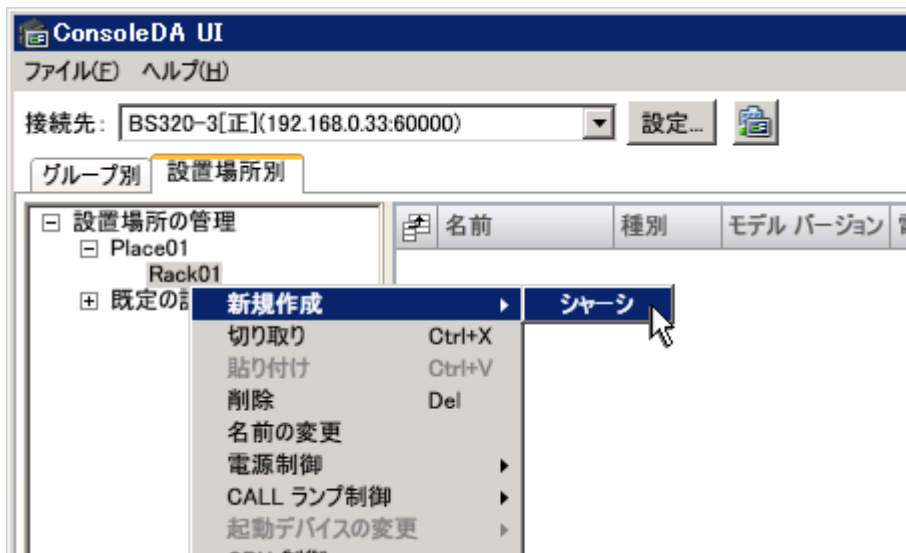 ConsoleDA UI
ファイル(F) ヘルプ(H)
接続先: BS320-3[正](192.168.0.33:60000) 設定...
グループ別 設置場所別
設置場所の管理
Place01
Rack01
既定の
名前 種別 モデル バージョン
新規作成 シャーシ
切り取り Ctrl+X
貼り付け Ctrl+V
削除 Del
名前の変更
電源制御
CALL ランプ制御
起動デバイスの変更